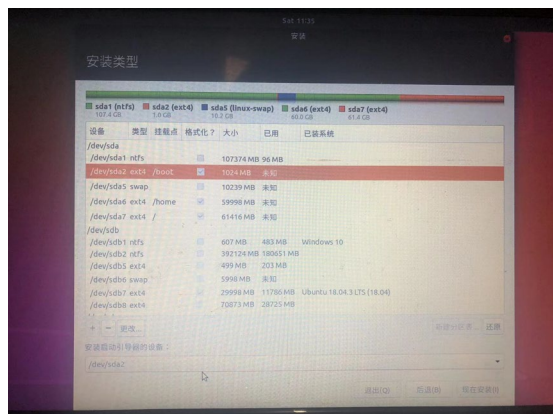 Sat 11:35
安装
安装类型
sda1 (ntfs) sda2 (ext4) sda5 (linux-swap) sda6 (ext4) sda7 (ext4)
107.4 GB 1.0 GB 10.2 GB 60.0 GB 61.4 GB
设备 类型 挂载点 格式化? 大小 已用 已装系统
/dev/sda
/dev/sda1 ntfs 107374 MB 96 MB
/dev/sda2 ext4 /boot 1024 MB 未知
/dev/sda5 swap 10239 MB 未知
/dev/sda6 ext4 /home 59998 MB 未知
/dev/sda7 ext4 / 61416 MB 未知
/dev/sdb
/dev/sdb1 ntfs 607 MB 483 MB Windows 10
/dev/sdb2 ntfs 392124 MB 180651 MB
/dev/sdb5 ext4 499 MB 203 MB
/dev/sdb6 swap 5998 MB 未知
/dev/sdb7 ext4 29998 MB 11786 MB Ubuntu 18.04.3 LTS (18.04)
/dev/sdb8 ext4 70873 MB 28725 MB
+ - 更改... 新建分区表... 还原
安装启动引导器的设备:
/dev/sda2
退出(Q) 后退(B) 现在安装(I)